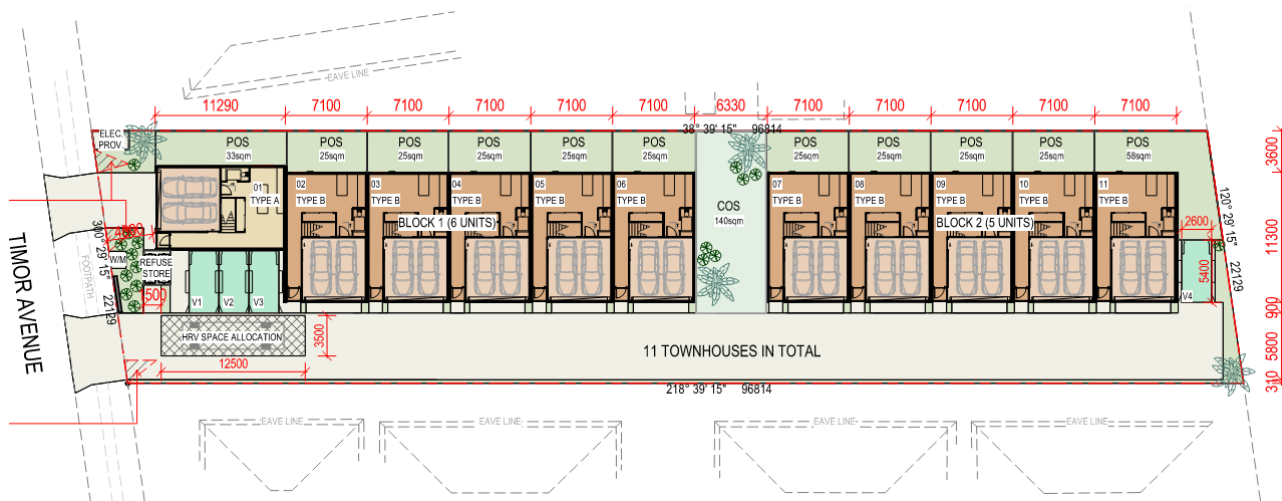 EAVE LINE
11290
7100
7100
7100
7100
7100
6330
7100
7100
7100
7100
7100
38° 39' 15" 96814
ELEC.
PROV.
POS
33sqm
POS
25sqm
POS
25sqm
POS
25sqm
POS
25sqm
POS
25sqm
POS
25sqm
POS
25sqm
POS
25sqm
POS
25sqm
POS
58sqm
3600
01
TYPE A
02
TYPE B
03
TYPE B
04
TYPE B
05
TYPE B
06
TYPE B
COS
140sqm
07
TYPE B
08
TYPE B
09
TYPE B
10
TYPE B
11
TYPE B
BLOCK 1 (6 UNITS)
BLOCK 2 (5 UNITS)
120° 29' 15" 22129
2600
5400
11300
TIMOR AVENUE
FOOTPATH
300° 29' 15" 22129
W/M
REFUSE
STORE
V1
V2
V3
V4
900
HRV SPACE ALLOCATION
3500
12500
11 TOWNHOUSES IN TOTAL
5800
310
218° 39' 15" 96814
EAVE LINE
EAVE LINE
EAVE LINE
EAVE LINE